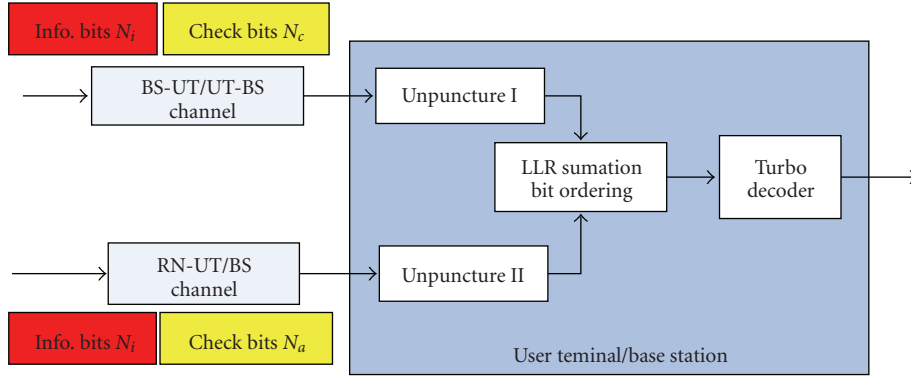 Info. bits N_i
Check bits N_c
BS-UT/UT-BS
channel
Unpuncture I
LLR sumation
bit ordering
Turbo
decoder
RN-UT/BS
channel
Unpuncture II
Info. bits N_i
Check bits N_a
User teminal/base station